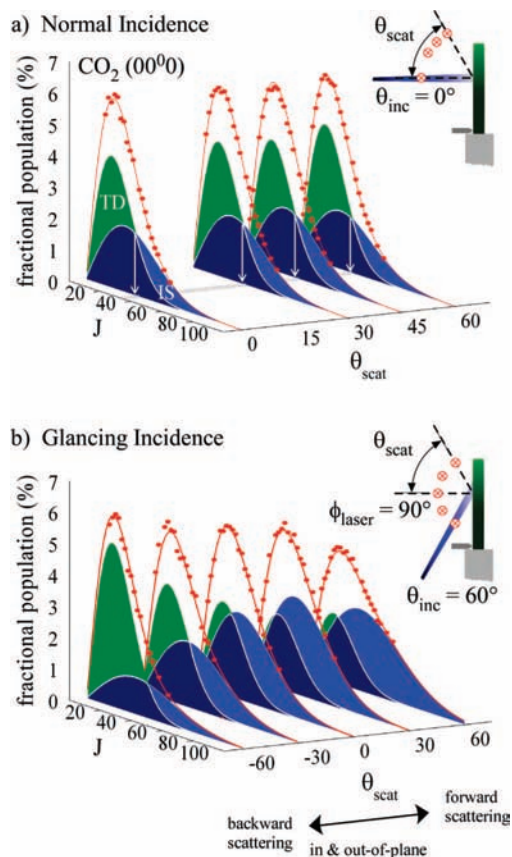 a) Normal Incidence
CO2 (00⁰0)
θscat
θinc = 0°
fractional population (%)
7
6
5
4
3
2
1
0
TD
IS
20
40
60
80
100
J
0
15
30
45
60
θscat
b) Glancing Incidence
θscat
ϕlaser = 90°
θinc = 60°
fractional population (%)
7
6
5
4
3
2
1
0
20
40
60
80
100
J
-60
-30
0
30
60
θscat
backward
scattering
forward
scattering
in & out-of-plane